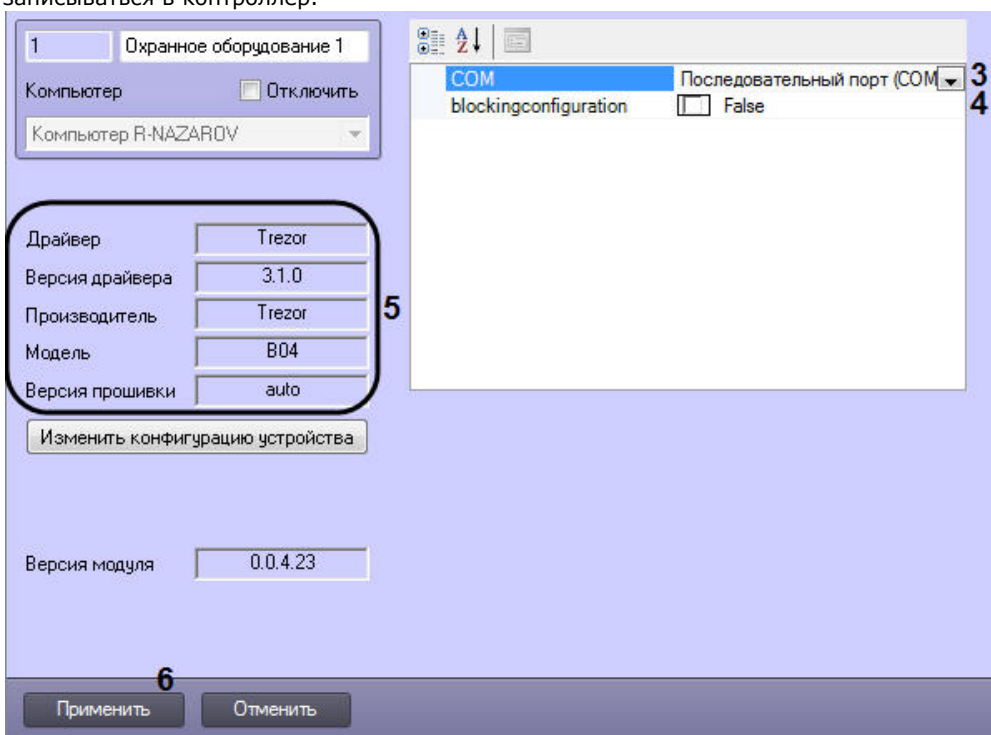 записываться в контроллер.
1
Охранное оборудование 1
Компьютер
Отключить
Компьютер R-NAZAROV
COM
Последовательный порт (COM
3
blockingconfiguration
False
4
Драйвер
Trezor
Версия драйвера
3.1.0
Производитель
Trezor
5
Модель
B04
Версия прошивки
auto
Изменить конфигурацию устройства
Версия модуля
0.0.4.23
6
Применить
Отменить